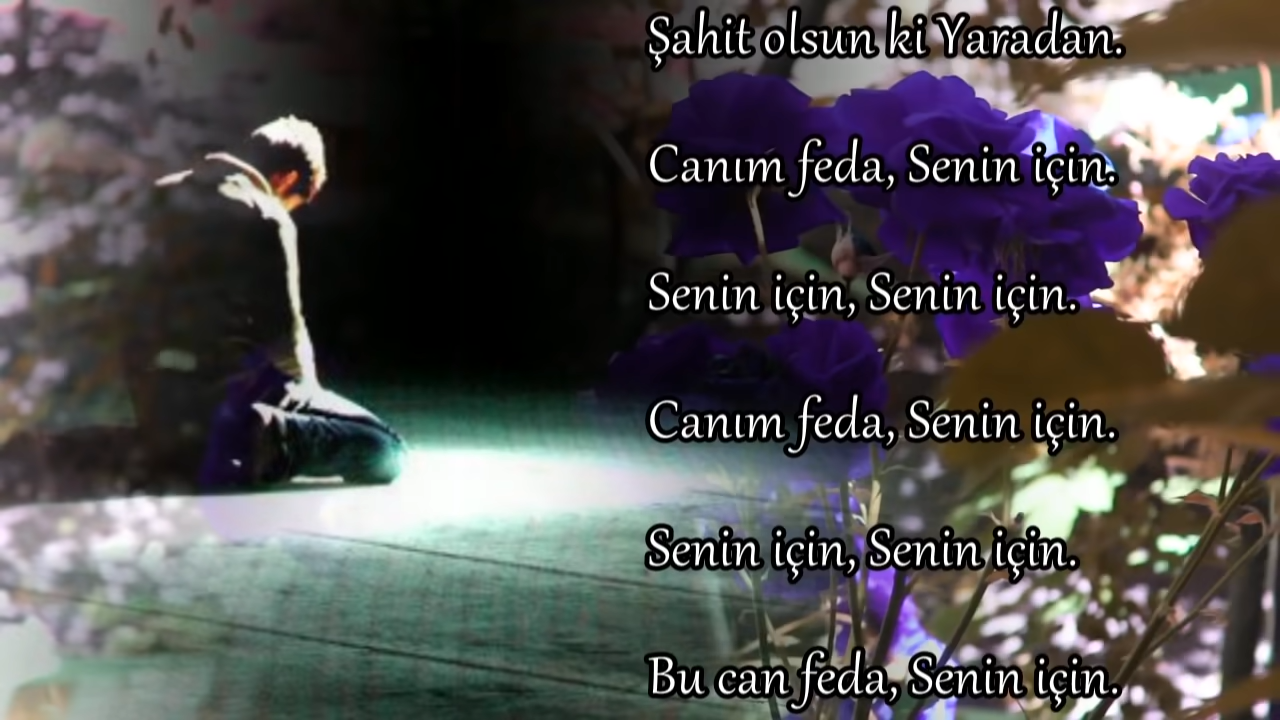 Şahit olsun ki Yaradan.
Canım feda, Senin için.
Senin için, Senin için.
Canım feda, Senin için.
Senin için, Senin için.
Bu can feda, Senin için.